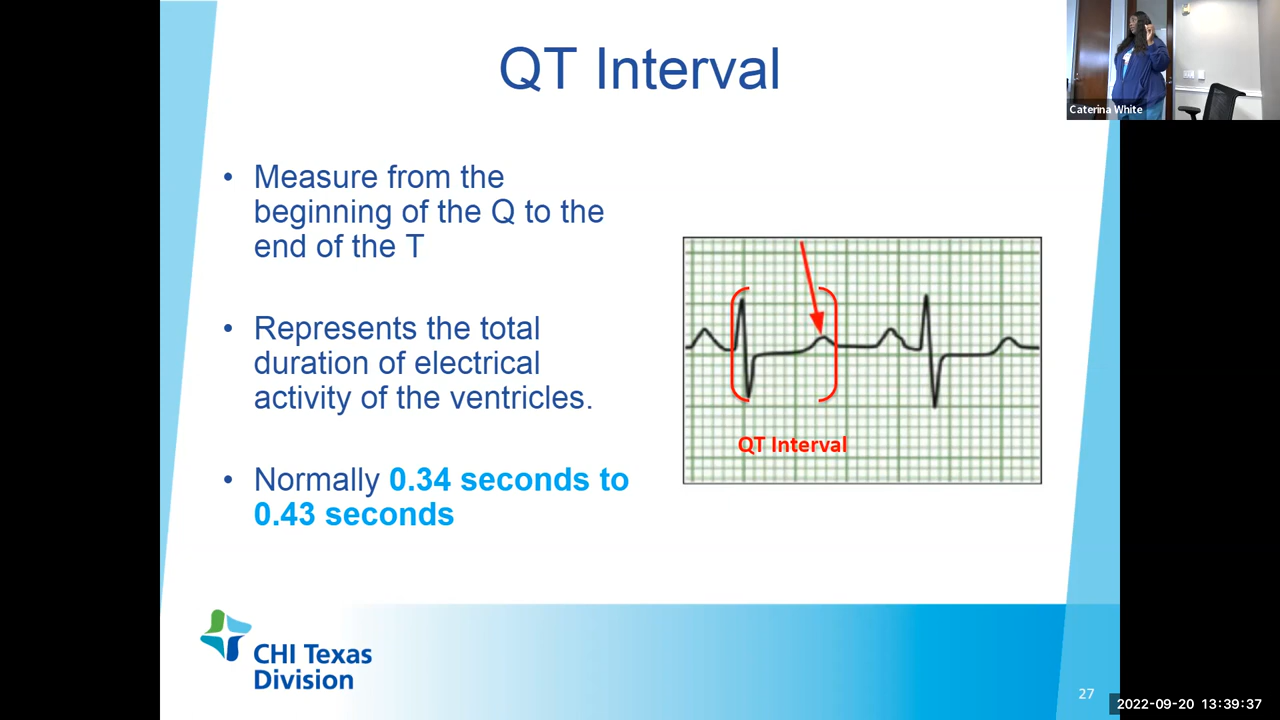 QT Interval
Caterina White
• Measure from the
beginning of the Q to the
end of the T
• Represents the total
duration of electrical
activity of the ventricles.
• Normally 0.34 seconds to
0.43 seconds
QT Interval
CHI Texas
Division
27
2022-09-20 13:39:37